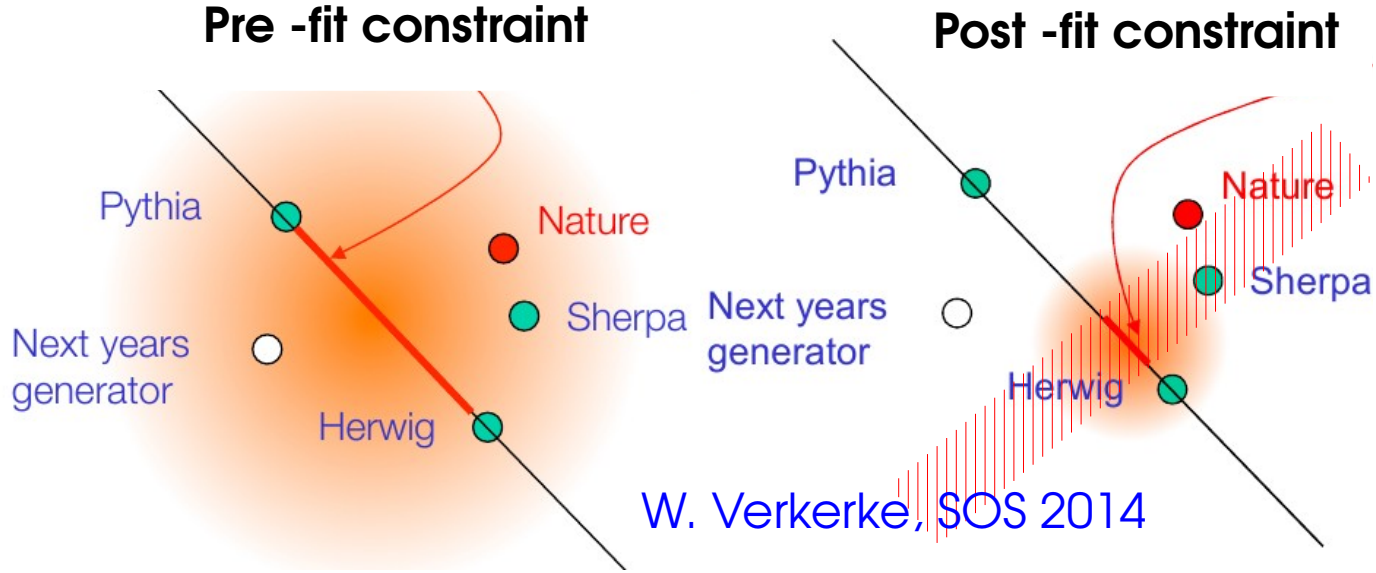 Pre -fit constraint
Pythia
Nature
Sherpa
Next years
generator
Herwig
Post -fit constraint
Pythia
Nature
Sherpa
Next years
generator
Herwig
W. Verkerke, SOS 2014